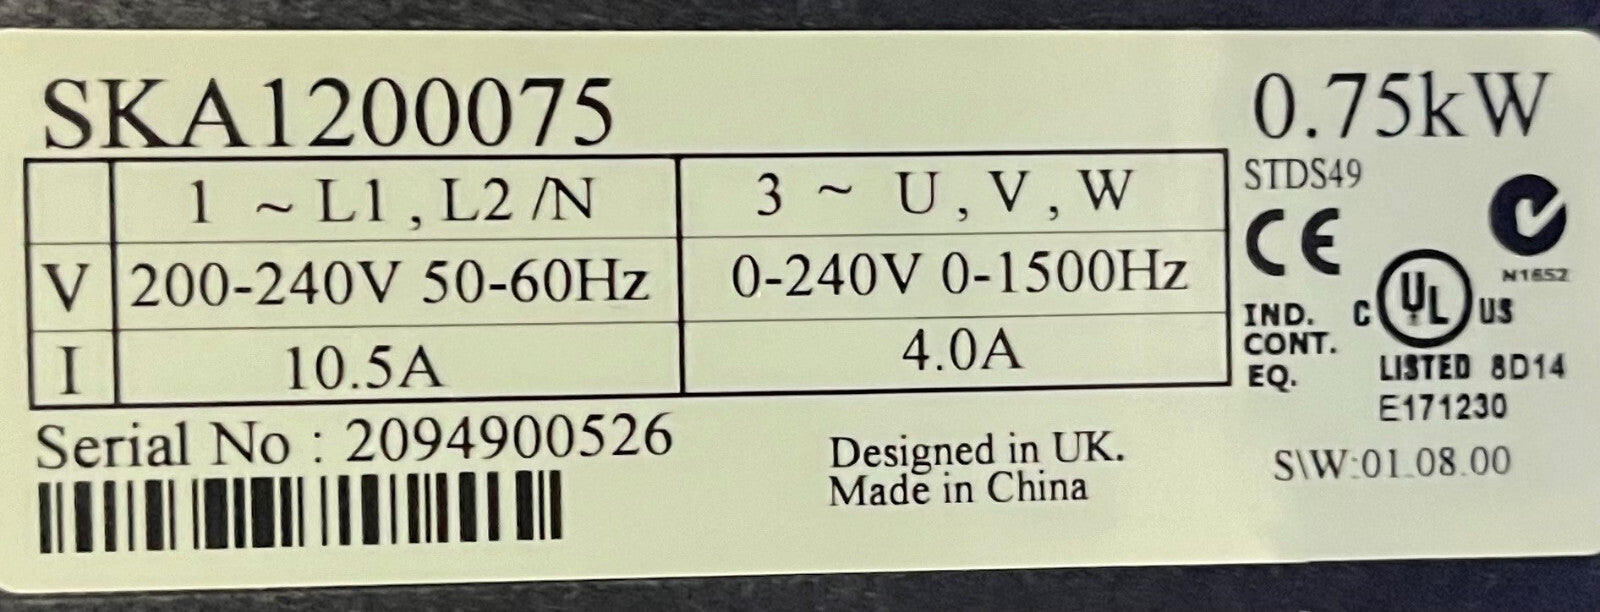 SKA1200075 0.75kW
1 ~ L1 , L2 /N 3 ~ U , V , W
V 200-240V 50-60Hz 0-240V 0-1500Hz
I 10.5A 4.0A
STDS49
CE
N1652
IND.
CONT.
EQ.
C UL US
LISTED 8D14
E171230
Serial No : 2094900526
Designed in UK.
Made in China
S\W:01.08.00